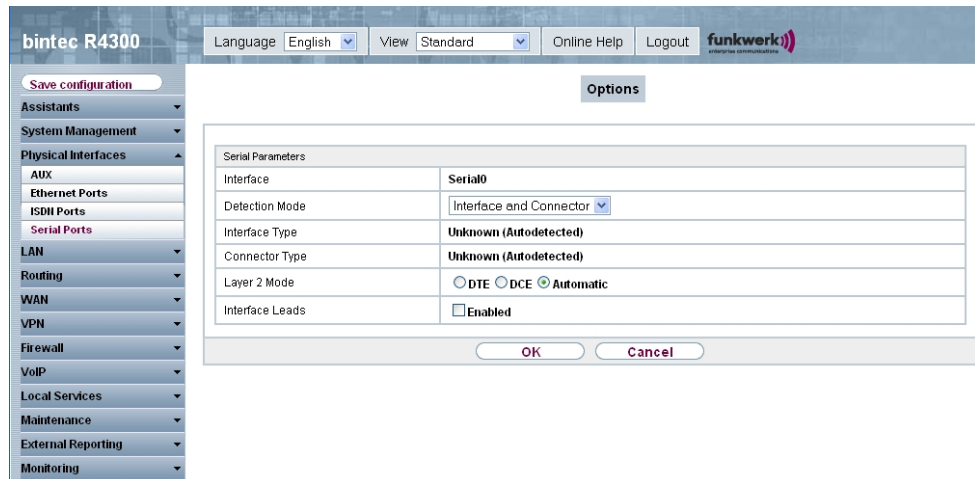 bintec R4300
Language English View Standard Online Help Logout funkwerk
enterprise communications
Save configuration
Options
Assistants
System Management
Physical Interfaces
AUX
Ethernet Ports
ISDN Ports
Serial Ports
LAN
Routing
WAN
VPN
Firewall
VoIP
Local Services
Maintenance
External Reporting
Monitoring
Serial Parameters
Interface Serial0
Detection Mode Interface and Connector
Interface Type Unknown (Autodetected)
Connector Type Unknown (Autodetected)
Layer 2 Mode DTE DCE Automatic
Interface Leads Enabled
OK Cancel